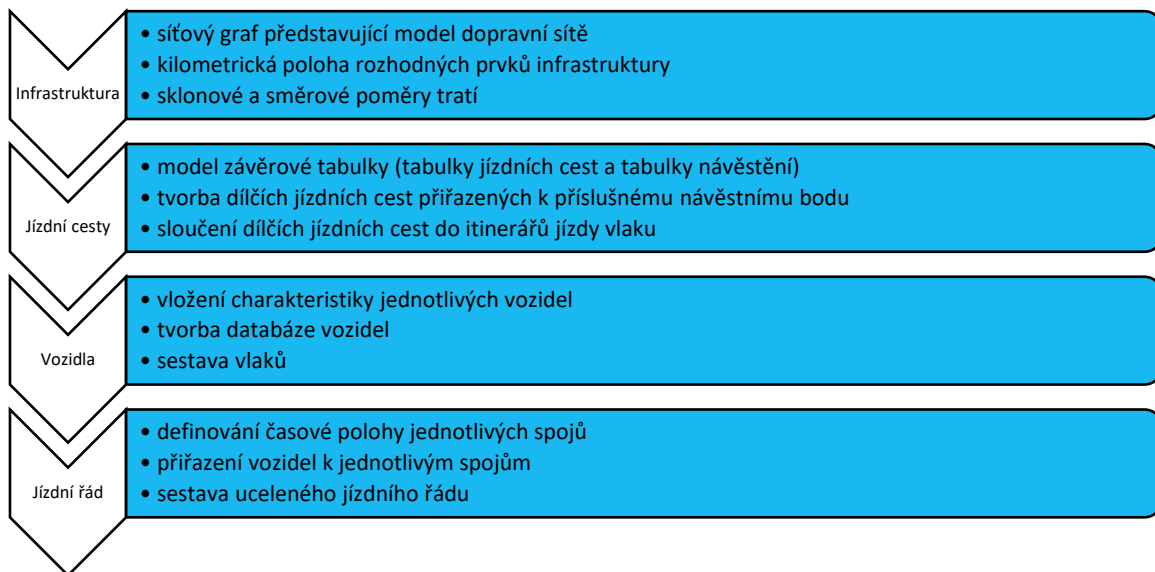 Infrastruktura
• síťový graf představující model dopravní sítě
• kilometrická poloha rozhodných prvků infrastruktury
• sklonové a směrové poměry tratí
Jízdní cesty
• model závěrové tabulky (tabulky jízdních cest a tabulky návěstění)
• tvorba dílčích jízdních cest přiřazených k příslušnému návěstnímu bodu
• sloučení dílčích jízdních cest do itinerářů jízdy vlaku
Vozidla
• vložení charakteristiky jednotlivých vozidel
• tvorba databáze vozidel
• sestava vlaků
Jízdní řád
• definování časové polohy jednotlivých spojů
• přiřazení vozidel k jednotlivým spojům
• sestava uceleného jízdního řádu